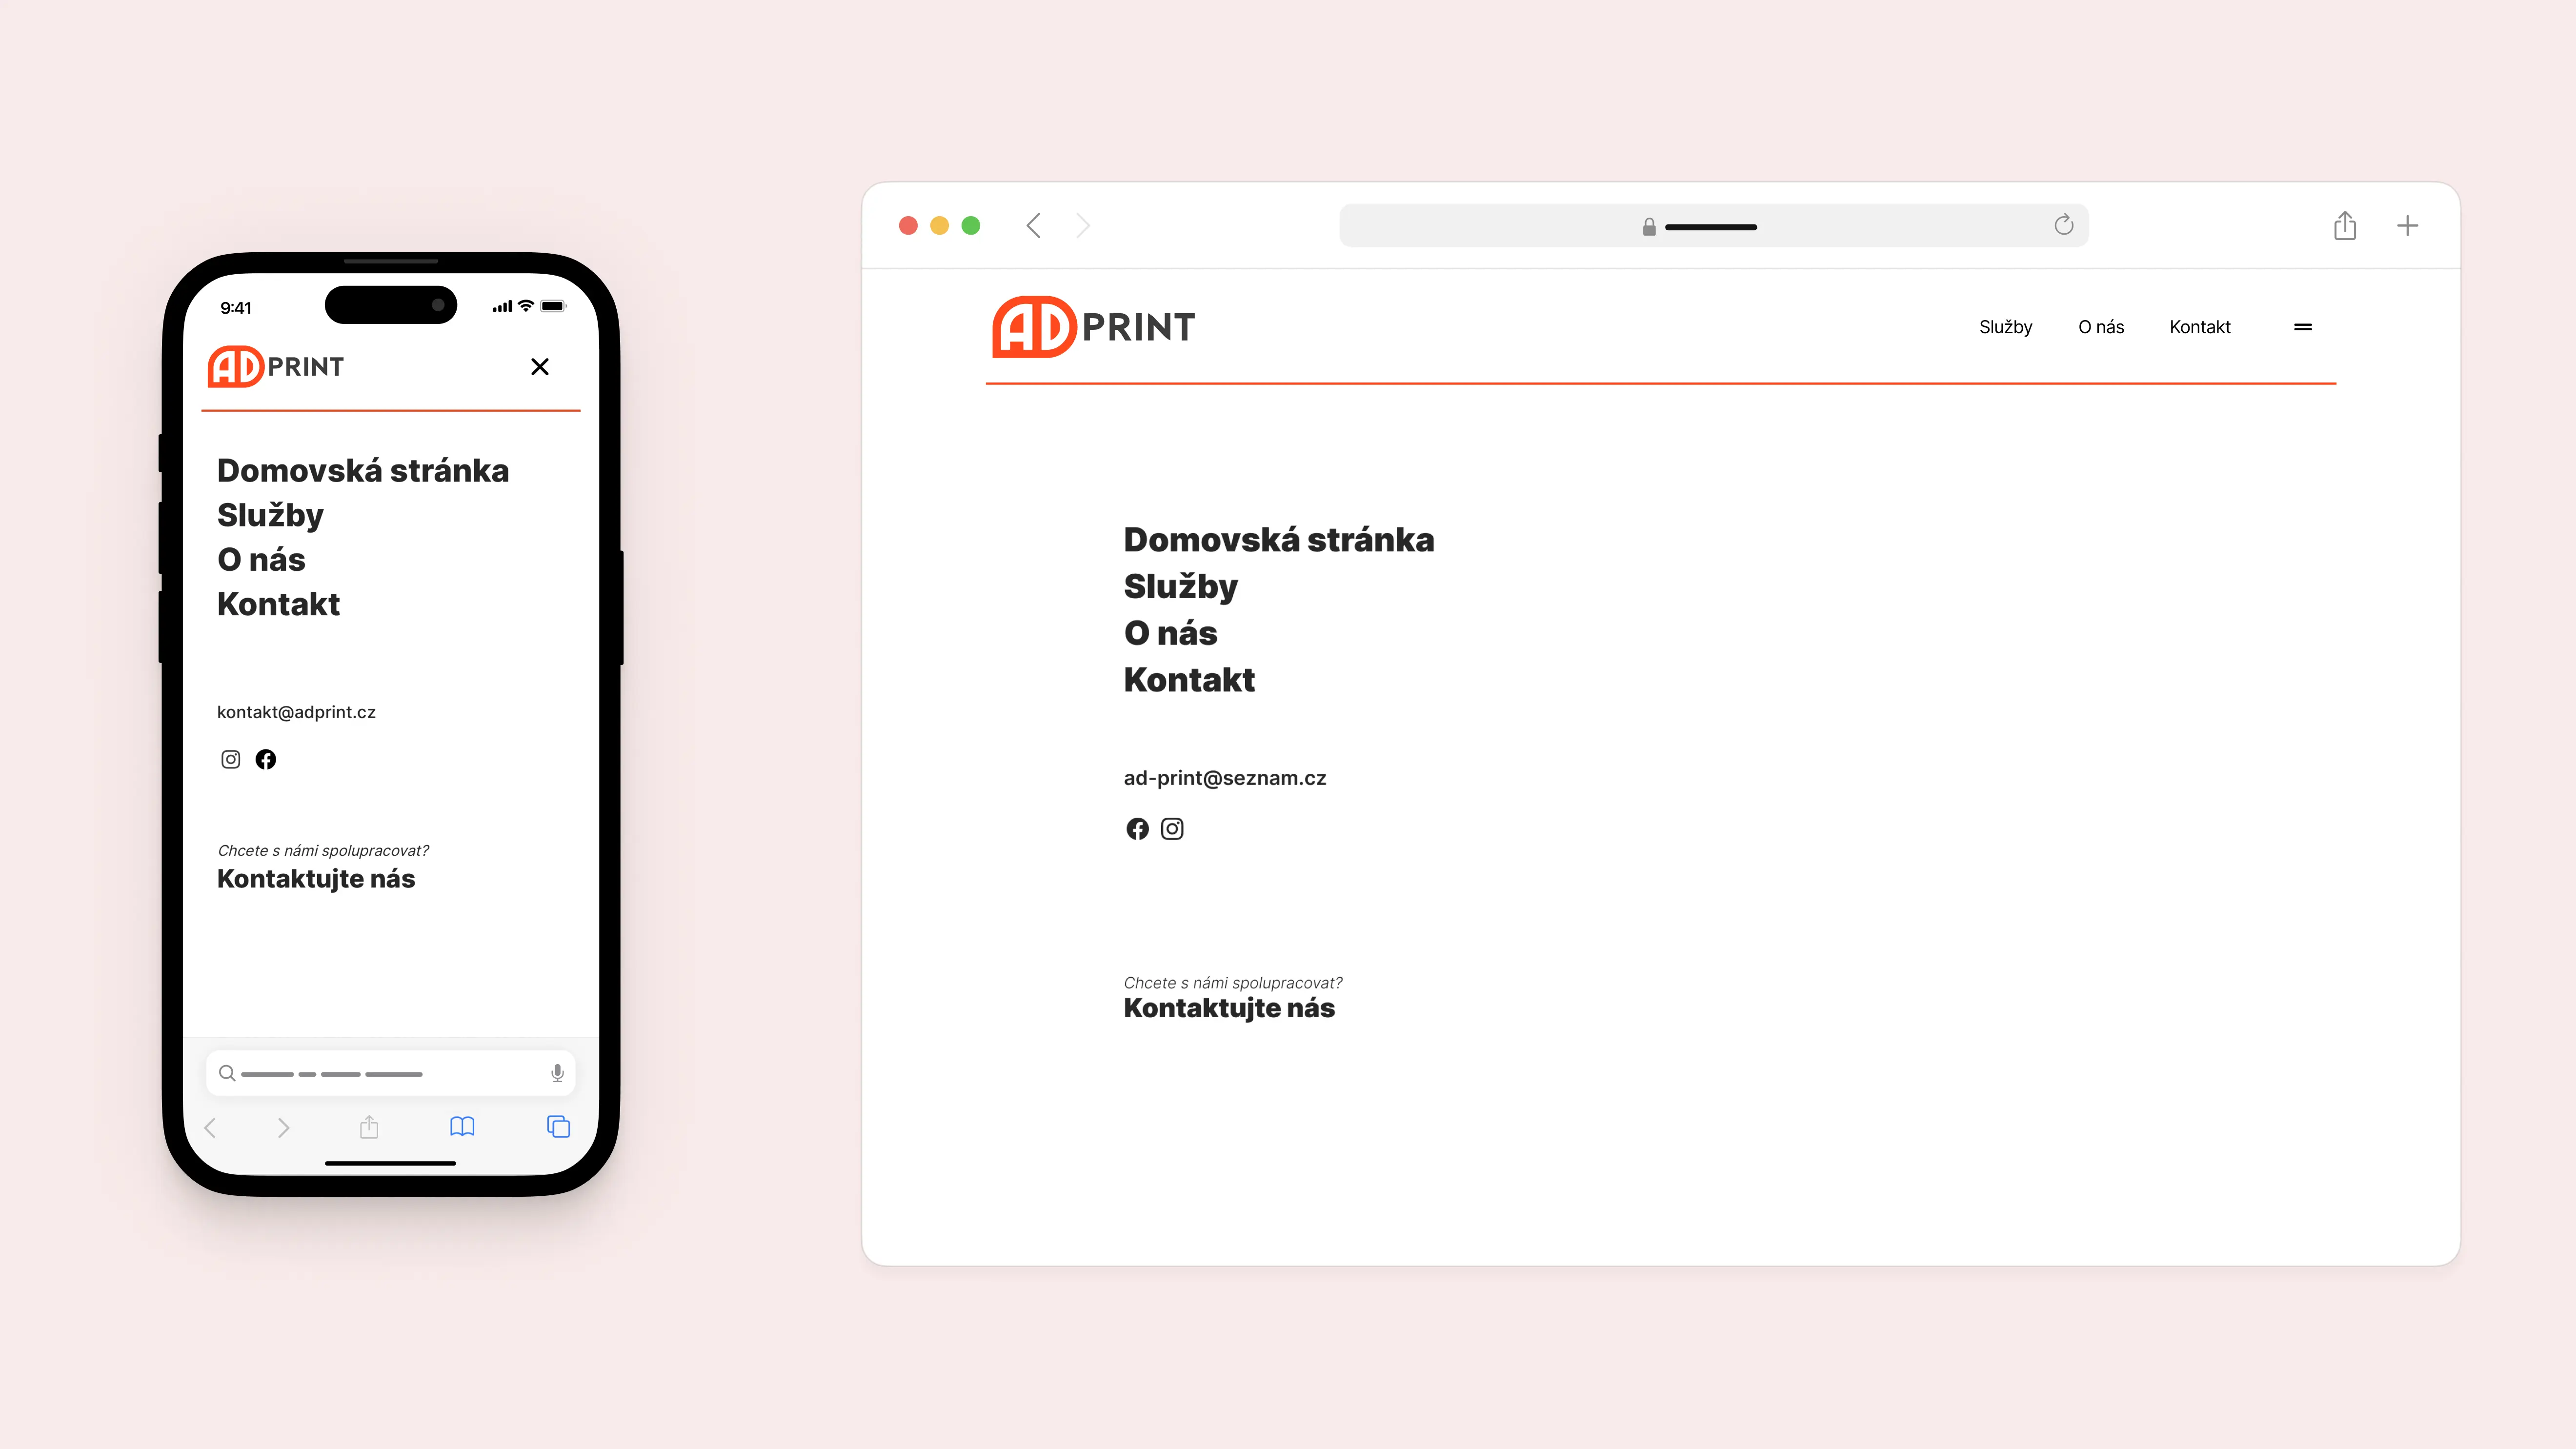 9:41
AD PRINT
Domovská stránka
Služby
O nás
Kontakt
kontakt@adprint.cz
Chcete s námi spolupracovat?
Kontaktujte nás
AD PRINT
Služby
O nás
Kontakt
Domovská stránka
Služby
O nás
Kontakt
ad-print@seznam.cz
Chcete s námi spolupracovat?
Kontaktujte nás